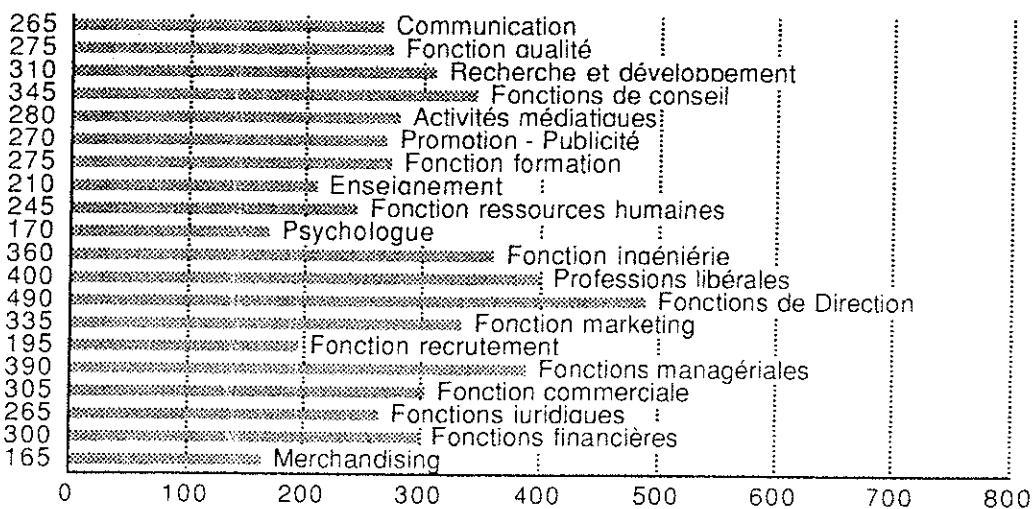 265 Communication
275 Fonction qualité
310 Recherche et développement
345 Fonctions de conseil
280 Activités médiatiques
270 Promotion - Publicité
275 Fonction formation
210 Enseignement
245 Fonction ressources humaines
170 Psychologue
360 Fonction ingéniérie
400 Professions libérales
490 Fonctions de Direction
335 Fonction marketing
195 Fonction recrutement
390 Fonctions managériales
305 Fonction commerciale
265 Fonctions juridiques
300 Fonctions financières
165 Merchandising
0 100 200 300 400 500 600 700 800